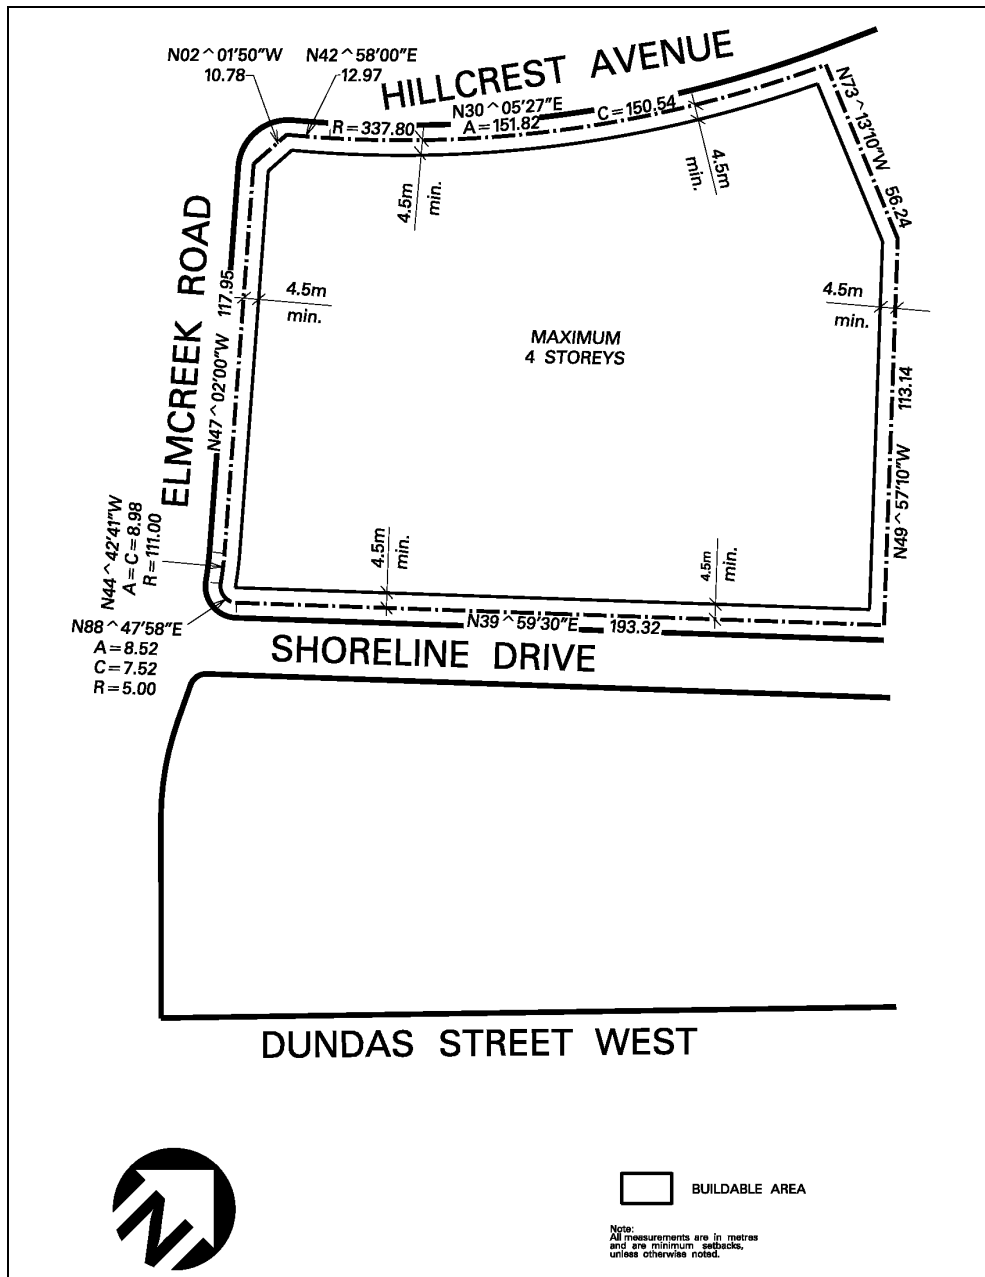 N02^01'50"W
10.78
N42^58'00"E
12.97
HILLCREST AVENUE
N30^05'27"E
R=337.80
A=151.82
C=150.54
N73^13'10"W 56.24
4.5m
min.
4.5m
min.
ELMCREEK ROAD
117.95
N47^02'00"W
4.5m
min.
4.5m
min.
MAXIMUM
4 STOREYS
113.14
N49^57'10"W
N44^42'41"W
A=C=8.98
R=111.00
4.5m
min.
4.5m
min.
N88^47'58"E
A=8.52
C=7.52
R=5.00
N39^59'30"E 193.32
SHORELINE DRIVE
DUNDAS STREET WEST
N
BUILDABLE AREA
Note:
All measurements are in metres
and are minimum setbacks,
unless otherwise noted.